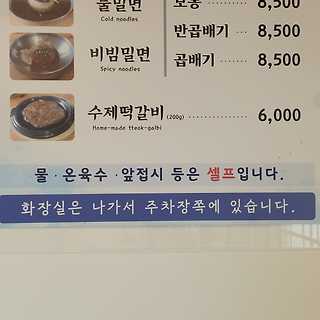 물밀면 보통 8,500
Cold noodles
반곱배기 ········ 8,500
비빔밀면 곱배기 ········ 8,500
Spicy noodles
수제떡갈비 (200g) ········ 6,000
Home-made tteok-galbi
물 · 온육수 · 앞접시 등은 셀프입니다.
화장실은 나가서 주차장쪽에 있습니다.